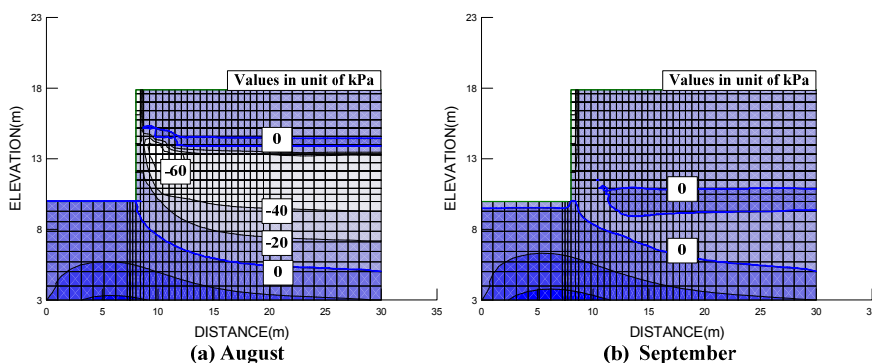 23
18
13
8
3
ELEVATION(m)
Values in unit of kPa
0
-60
-40
-20
0
0 5 10 15 20 25 30 35
DISTANCE(m)
(a) August
23
18
13
8
3
ELEVATION(m)
Values in unit of kPa
0
0
0 5 10 15 20 25 30 35
DISTANCE(m)
(b) September